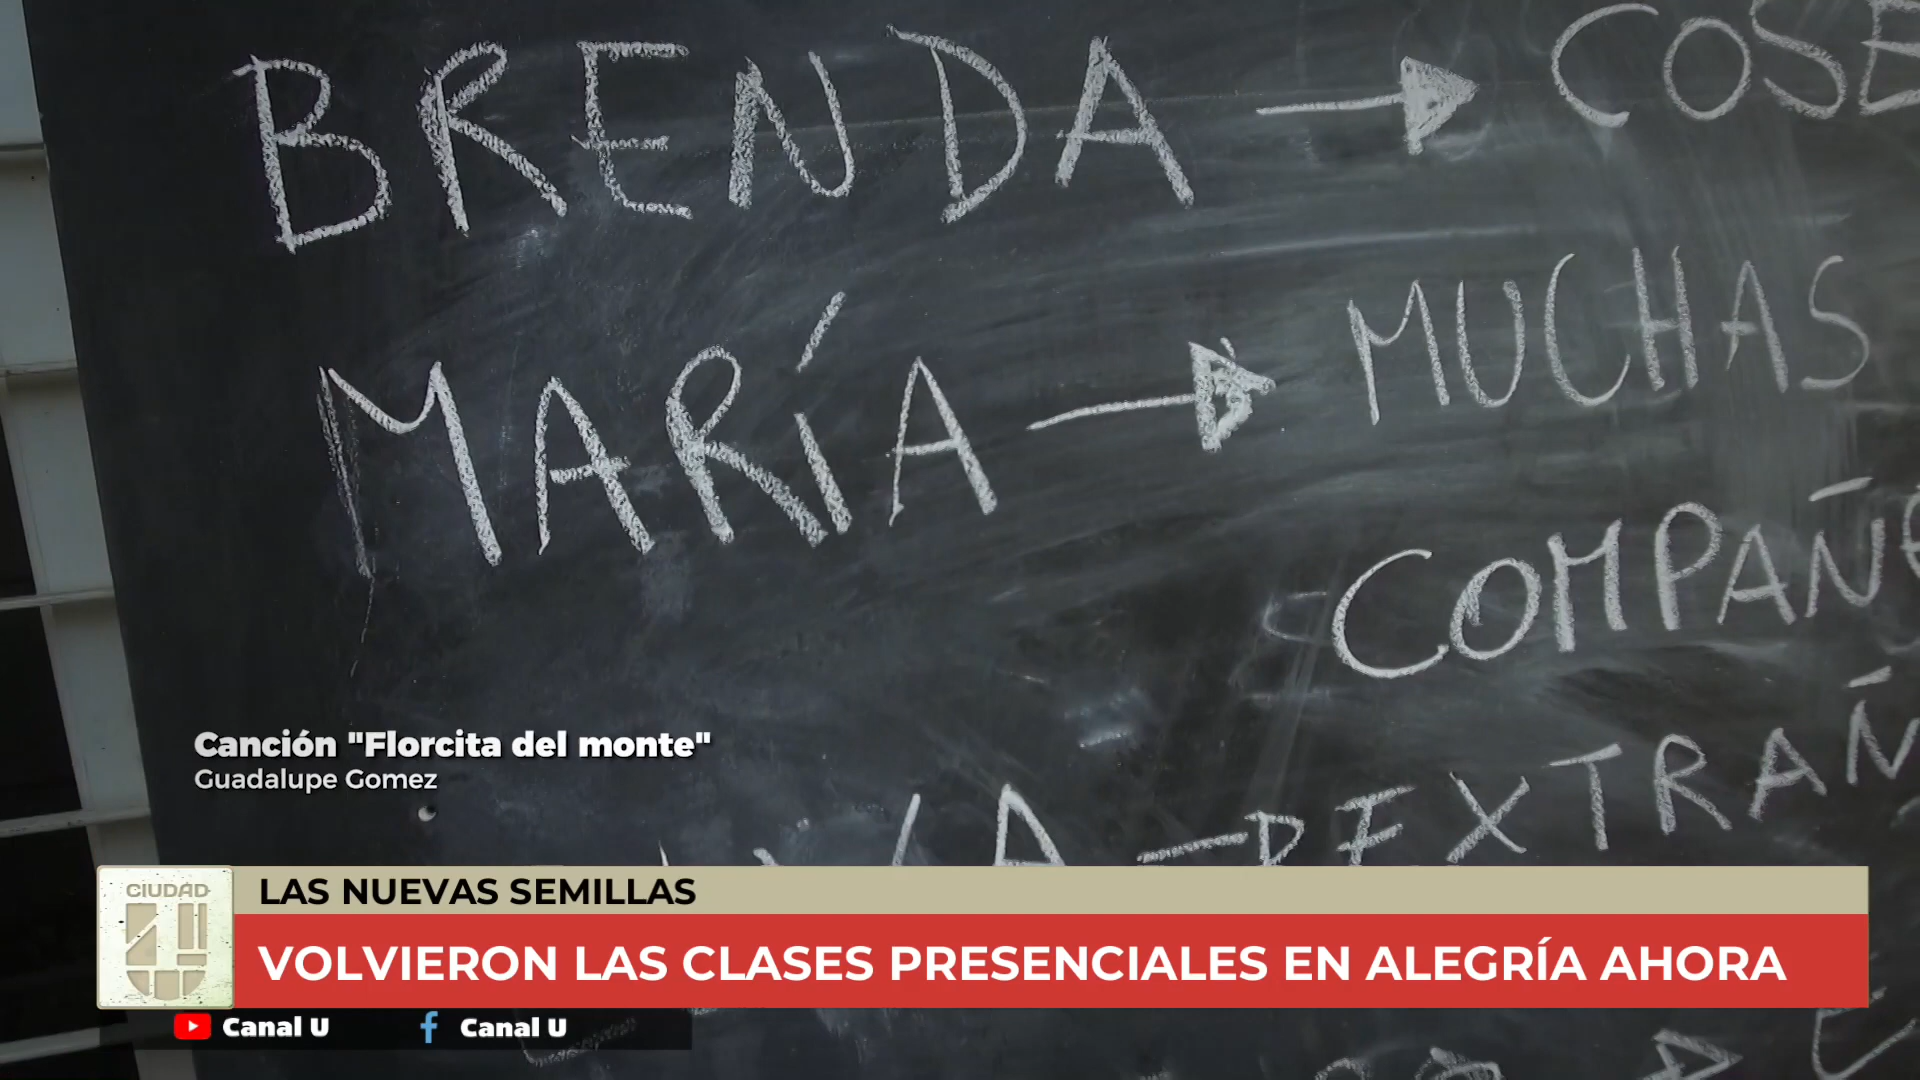 BRENDA → COSE
MARÍA → MUCHAS
COMPAÑ
EXTRAÑ
Canción "Florcita del monte"
Guadalupe Gomez
CIUDAD
LAS NUEVAS SEMILLAS
VOLVIERON LAS CLASES PRESENCIALES EN ALEGRÍA AHORA
Canal U
Canal U